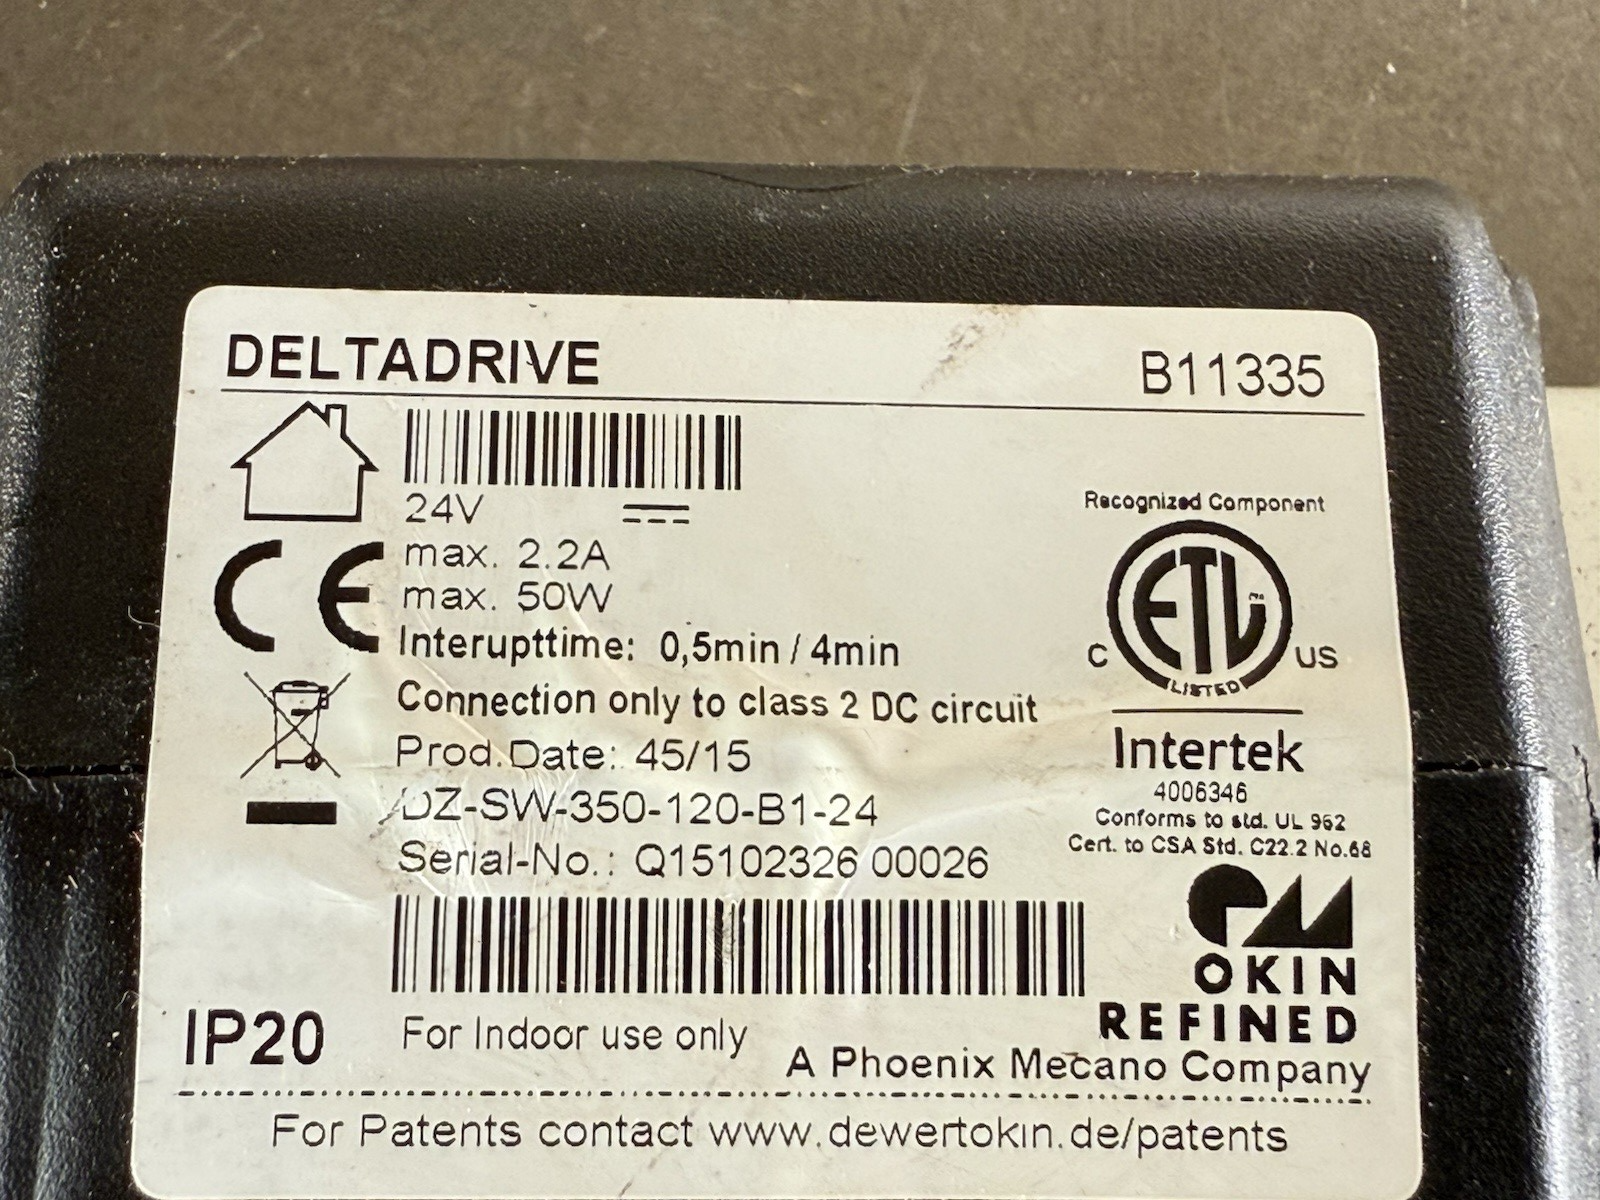 DELTADRIVE B11335
24V
max. 2.2A
max. 50W
Interupttime: 0,5min / 4min
Connection only to class 2 DC circuit
Prod.Date: 45/15
DZ-SW-350-120-B1-24
Serial-No.: Q15102326 00026
CE
Recognized Component
C ETL US
LISTED
Intertek
4006346
Conforms to std. UL 962
Cert. to CSA Std. C22.2 No.68
OKIN
REFINED
IP20 For Indoor use only
A Phoenix Mecano Company
For Patents contact www.dewertokin.de/patents